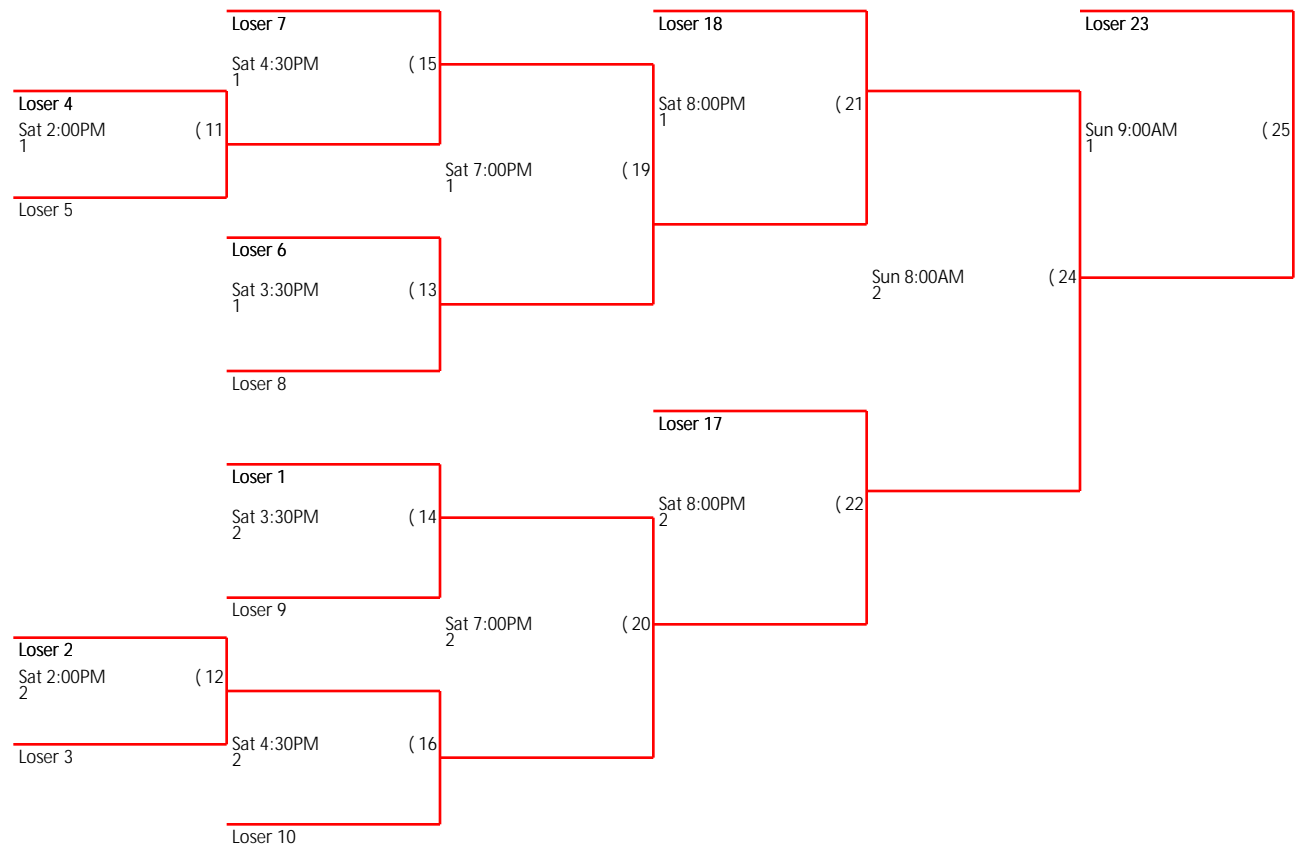 Loser 7
Loser 18
Loser 23
Sat 4:30PM (15
1
Loser 4
Sat 8:00PM (21
1
Sat 2:00PM (11
1
Sun 9:00AM (25
1
Sat 7:00PM (19
1
Loser 5
Loser 6
Sat 3:30PM (13
1
Sun 8:00AM (24
2
Loser 8
Loser 17
Loser 1
Sat 3:30PM (14
2
Sat 8:00PM (22
2
Loser 9
Sat 7:00PM (20
2
Loser 2
Sat 2:00PM (12
2
Loser 3
Sat 4:30PM (16
2
Loser 10